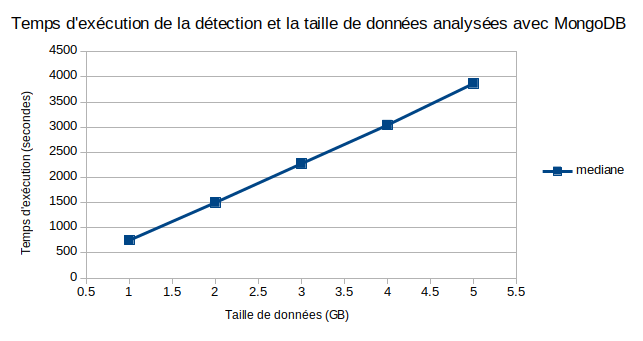 Temps d'exécution de la détection et la taille de données analysées avec MongoDB
4500
4000
3500
3000
2500
2000
1500
1000
500
0
0.5 1 1.5 2 2.5 3 3.5 4 4.5 5 5.5
Temps d'exécution (secondes)
Taille de données (GB)
mediane